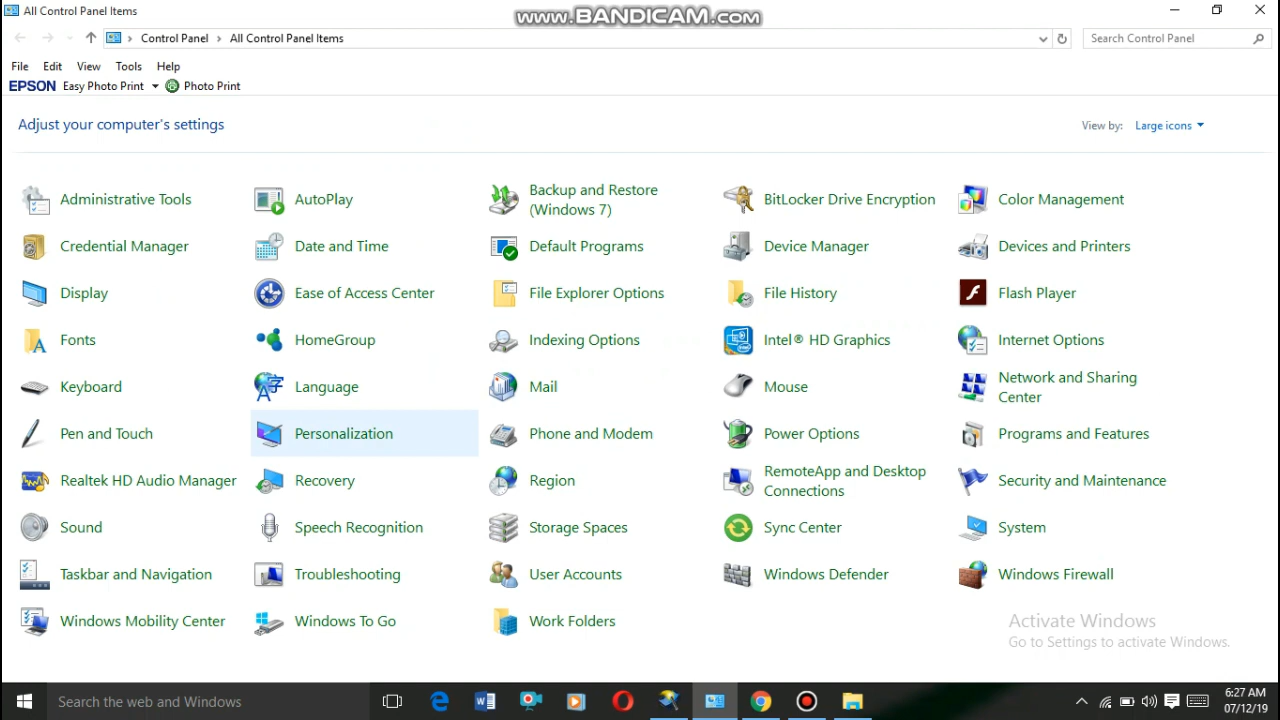 All Control Panel Items
www.BANDICAM.com
Control Panel > All Control Panel Items
Search Control Panel
File Edit View Tools Help
EPSON Easy Photo Print Photo Print
Adjust your computer's settings
View by: Large icons
Administrative Tools
AutoPlay
Backup and Restore
(Windows 7)
BitLocker Drive Encryption
Color Management
Credential Manager
Date and Time
Default Programs
Device Manager
Devices and Printers
Display
Ease of Access Center
File Explorer Options
File History
Flash Player
Fonts
HomeGroup
Indexing Options
Intel® HD Graphics
Internet Options
Keyboard
Language
Mail
Mouse
Network and Sharing
Center
Pen and Touch
Personalization
Phone and Modem
Power Options
Programs and Features
Realtek HD Audio Manager
Recovery
Region
RemoteApp and Desktop
Connections
Security and Maintenance
Sound
Speech Recognition
Storage Spaces
Sync Center
System
Taskbar and Navigation
Troubleshooting
User Accounts
Windows Defender
Windows Firewall
Windows Mobility Center
Windows To Go
Work Folders
Activate Windows
Go to Settings to activate Windows.
Search the web and Windows
6:27 AM
07/12/19